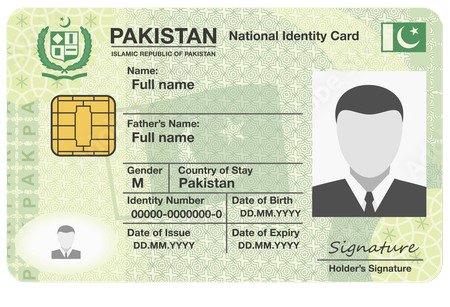 PAKISTAN National Identity Card
ISLAMIC REPUBLIC OF PAKISTAN
Name:
Full name
Father's Name:
Full name
Gender Country of Stay
M Pakistan
Identity Number Date of Birth
00000-0000000-0 DD.MM.YYYY
Date of Issue Date of Expiry
DD.MM.YYYY DD.MM.YYYY
Signature
Holder's Signature